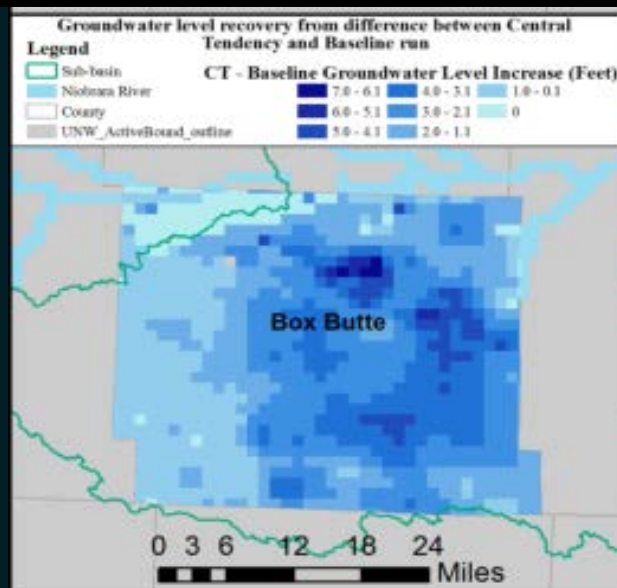 Groundwater level recovery from difference between Central
Tendency and Baseline run
Legend
Sub-basin
Niobrara River
County
UNW_ActiveBound_outline
CT - Baseline Groundwater Level Increase (Feet)
7.0 - 6.1 4.0 - 3.1 1.0 - 0.1
6.0 - 5.1 3.0 - 2.1 0
5.0 - 4.1 2.0 - 1.1
Box Butte
0 3 6 12 18 24
Miles